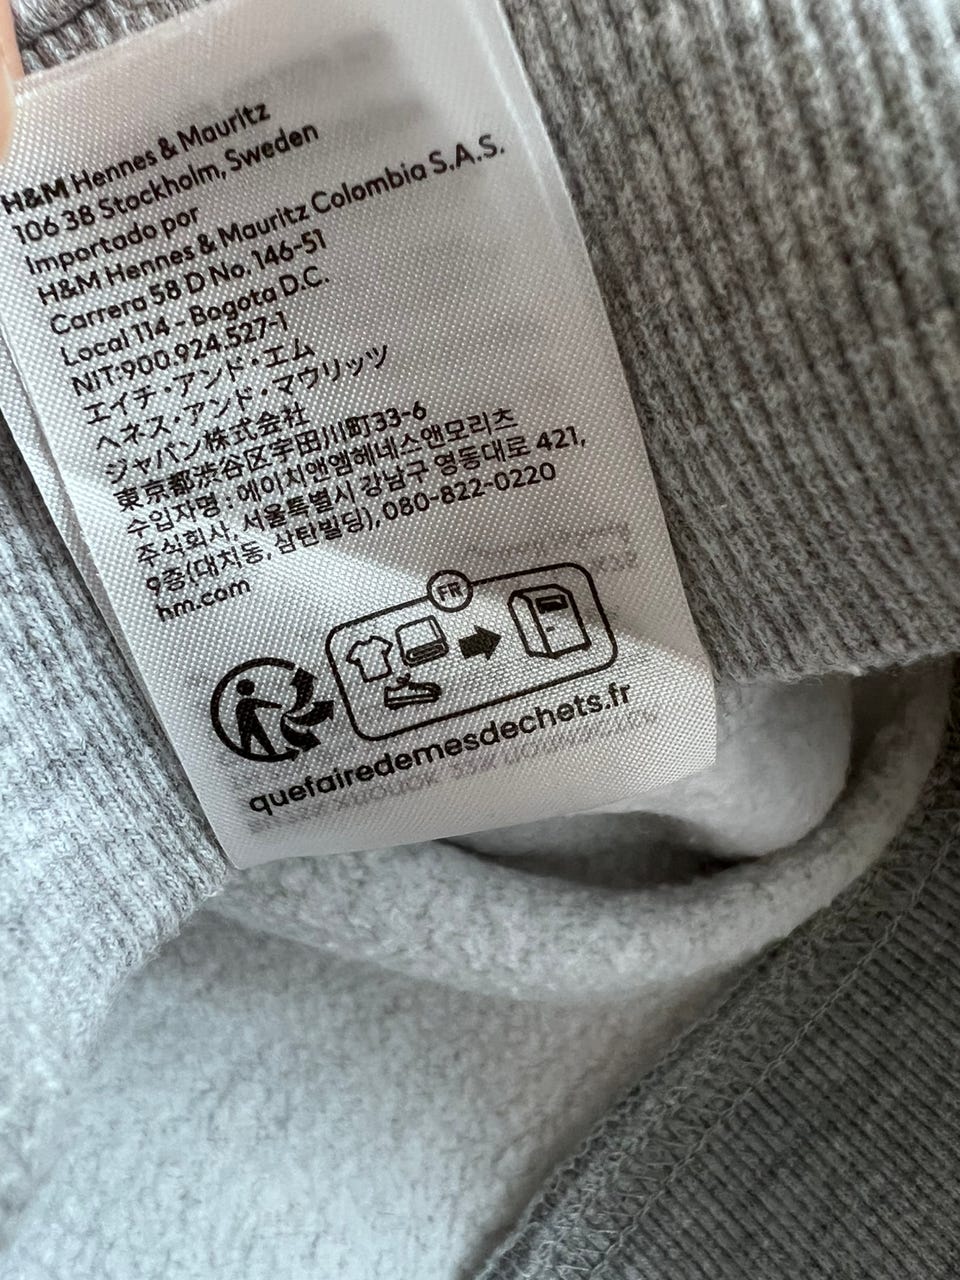 H&M Hennes & Mauritz
106 38 Stockholm, Sweden
Importado por
H&M Hennes & Mauritz Colombia S.A.S.
Carrera 58 D No. 146-51
Local 114 - Bogota D.C.
NIT:900.924.527-1
エイチ・アンド・エム
ヘネス・アンド・マウリッツ
ジャパン株式会社
東京都渋谷区宇田川町33-6
수입자명 : 에이치앤엠헤네스앤모리츠
주식회사, 서울특별시 강남구 영동대로 421,
9층(대치동, 삼탄빌딩), 080-822-0220
hm.com
FR
quefairedemesdechets.fr